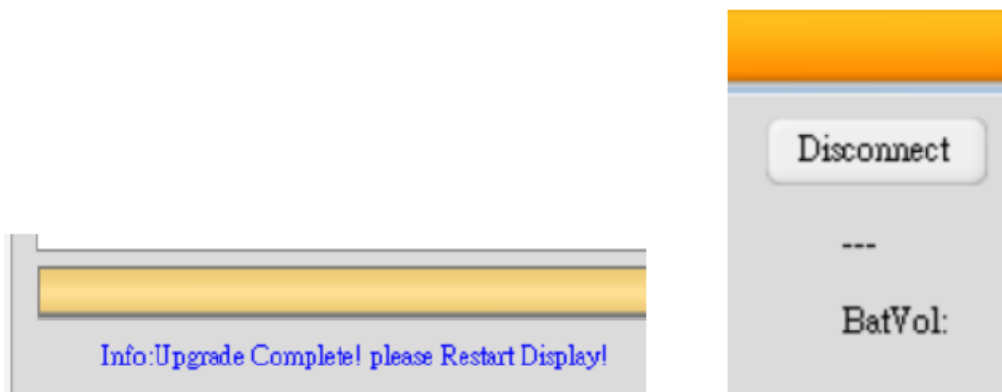 Disconnect
---
BatVol:
Info:Upgrade Complete! please Restart Display!